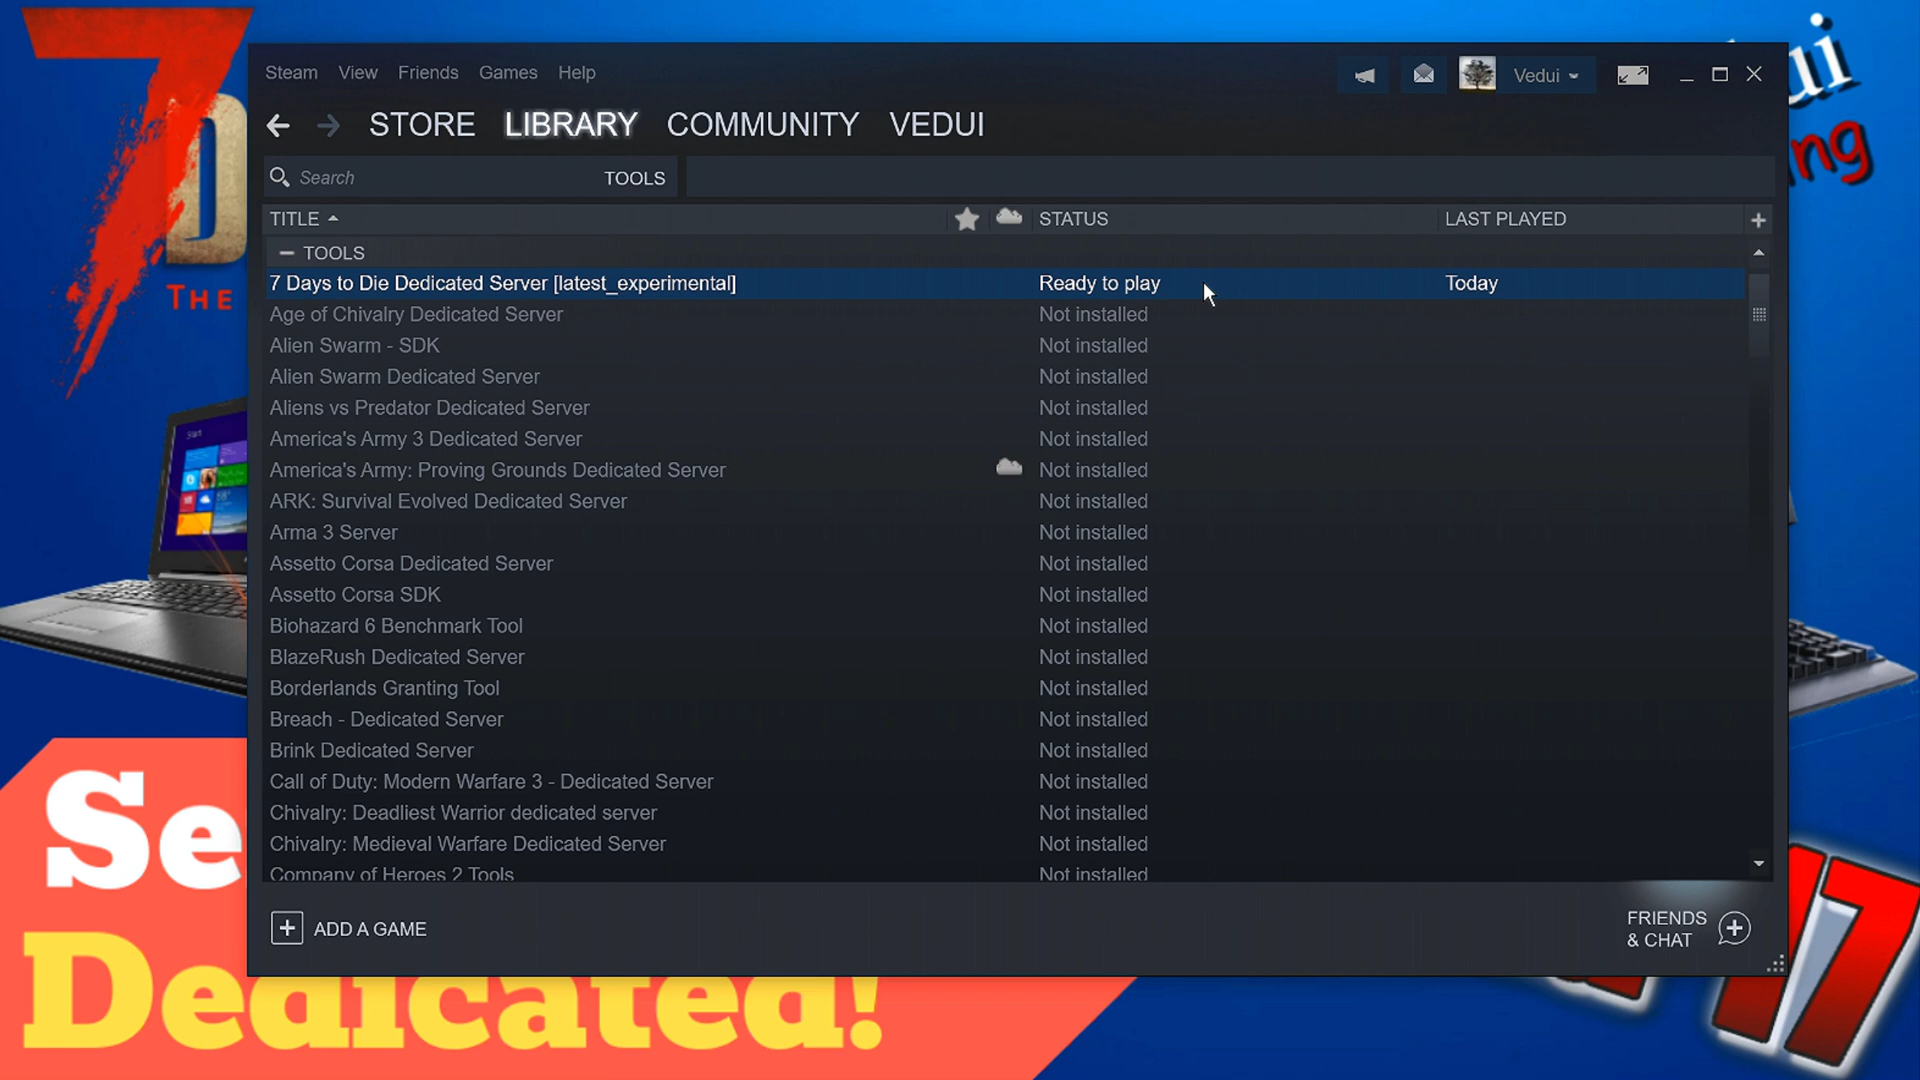 7
D
THE
ui
ng
Steam View Friends Games Help
Vedui
STORE LIBRARY COMMUNITY VEDUI
Search TOOLS
TITLE STATUS LAST PLAYED
TOOLS
7 Days to Die Dedicated Server [latest_experimental] Ready to play Today
Age of Chivalry Dedicated Server Not installed
Alien Swarm - SDK Not installed
Alien Swarm Dedicated Server Not installed
Aliens vs Predator Dedicated Server Not installed
America's Army 3 Dedicated Server Not installed
America's Army: Proving Grounds Dedicated Server Not installed
ARK: Survival Evolved Dedicated Server Not installed
Arma 3 Server Not installed
Assetto Corsa Dedicated Server Not installed
Assetto Corsa SDK Not installed
Biohazard 6 Benchmark Tool Not installed
BlazeRush Dedicated Server Not installed
Borderlands Granting Tool Not installed
Breach - Dedicated Server Not installed
Brink Dedicated Server Not installed
Call of Duty: Modern Warfare 3 - Dedicated Server Not installed
Chivalry: Deadliest Warrior dedicated server Not installed
Chivalry: Medieval Warfare Dedicated Server Not installed
Company of Heroes 2 Tools Not installed
ADD A GAME
FRIENDS
& CHAT
Se
Dedicated!
17